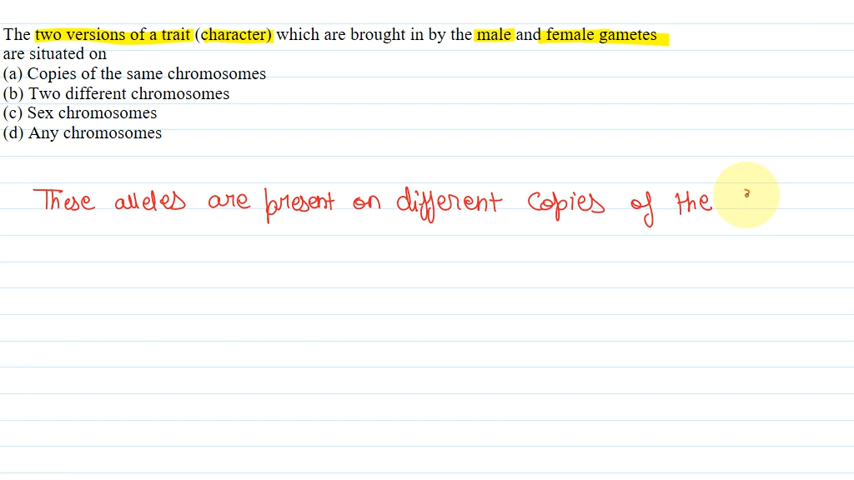 The two versions of a trait (character) which are brought in by the male and female gametes
are situated on
(a) Copies of the same chromosomes
(b) Two different chromosomes
(c) Sex chromosomes
(d) Any chromosomes
These alleles are present on different copies of the